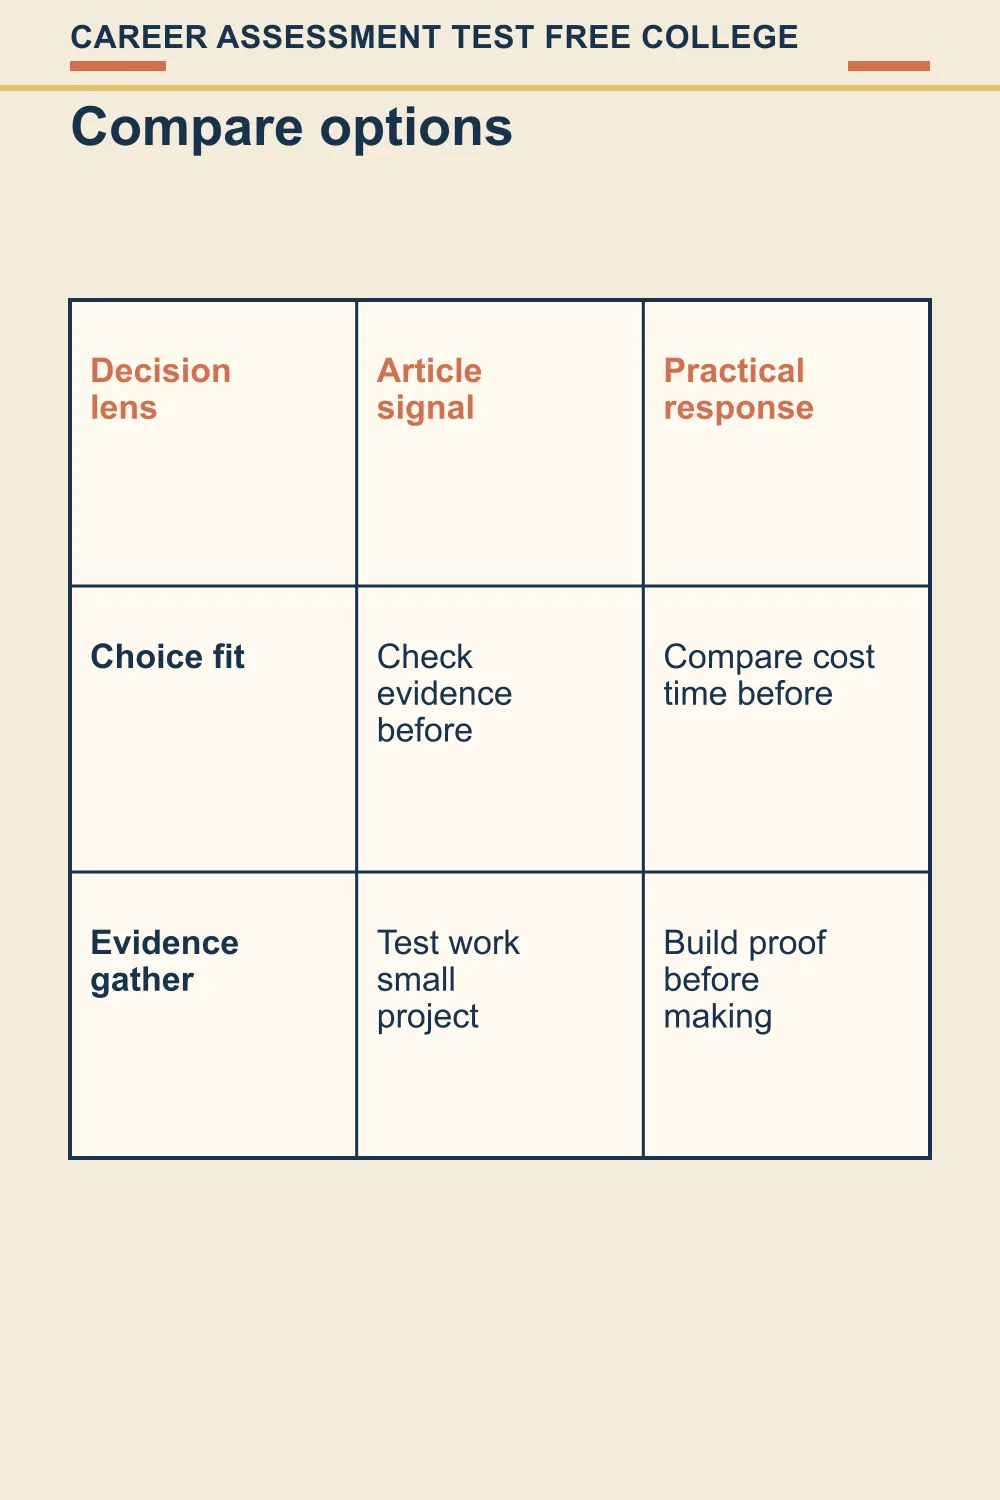 CAREER ASSESSMENT TEST FREE COLLEGE
Compare options
Decision
lens
Article
signal
Practical
response
Choice fit
Check
evidence
before
Compare cost
time before
Evidence
gather
Test work
small
project
Build proof
before
making